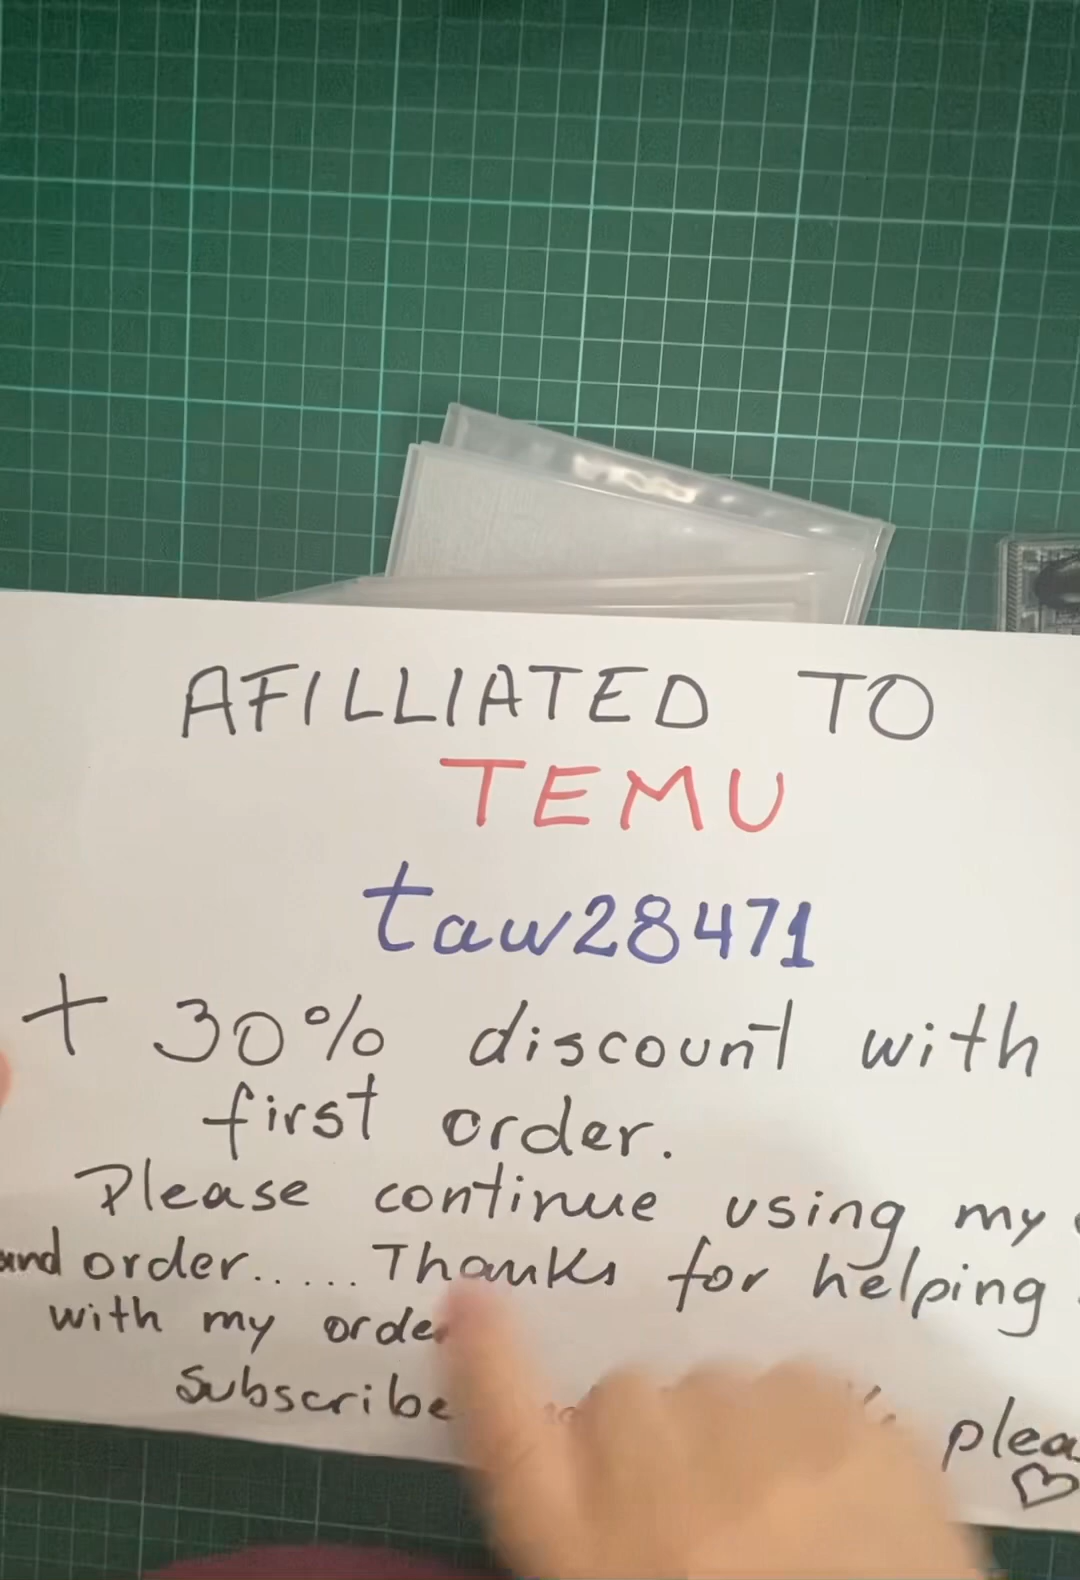 AFILLIATED TO
TEMU
taw28471
+ 30% discount with
first order.
Please continue using my
and order..... Thanks for helping
with my
Subscribe